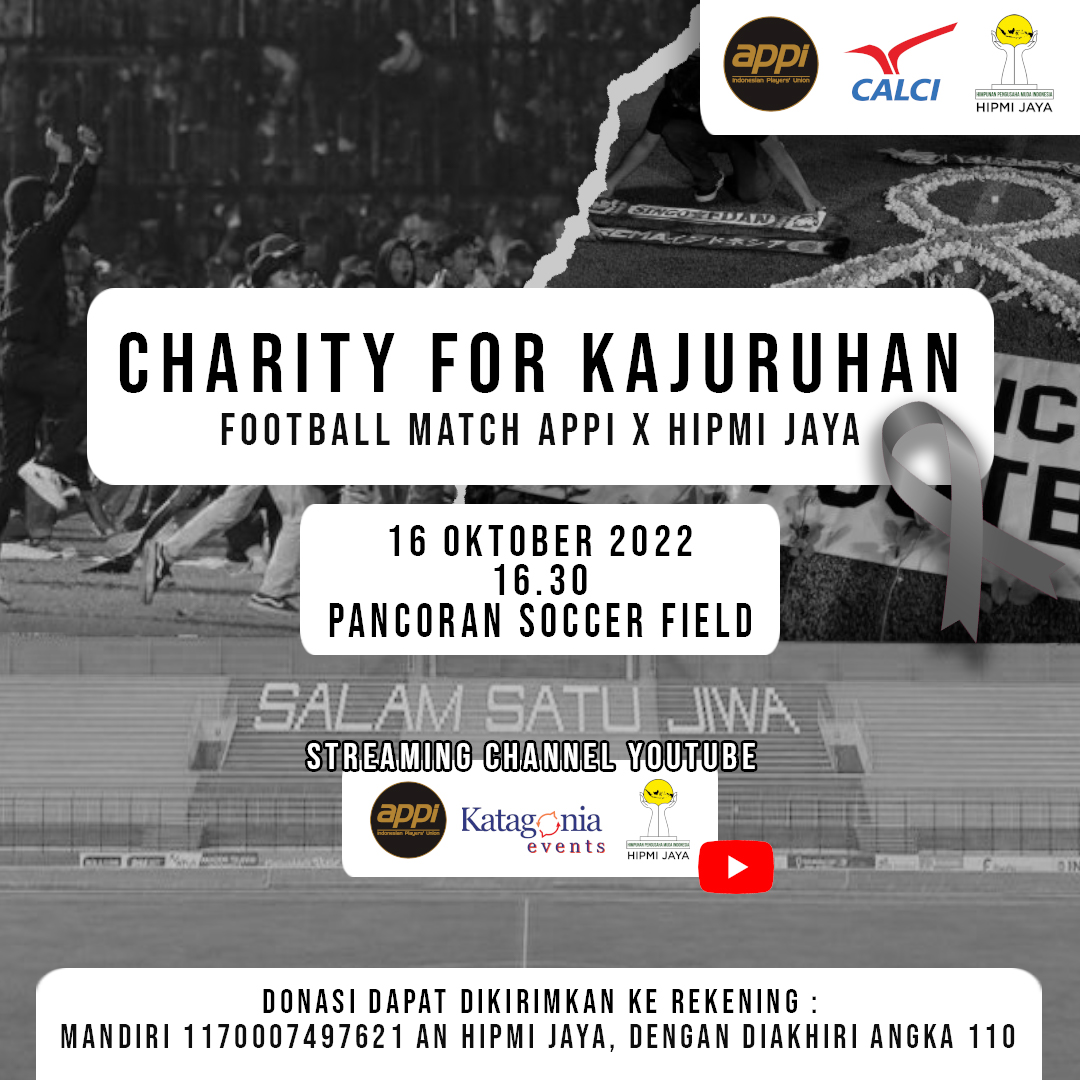 appi
Indonesian Players' Union
CALCI
HIMPUNAN PENGUSAHA MUDA INDONESIA
HIPMI JAYA
SINGO EDAN
CHARITY FOR KAJURUHAN
FOOTBALL MATCH APPI X HIPMI JAYA
16 OKTOBER 2022
16.30
PANCORAN SOCCER FIELD
SALAM SATU JIWA
STREAMING CHANNEL YOUTUBE
appi
Indonesian Players' Union
Katagonia
events
HIMPUNAN PENGUSAHA MUDA INDONESIA
HIPMI JAYA
DONASI DAPAT DIKIRIMKAN KE REKENING :
MANDIRI 1170007497621 AN HIPMI JAYA, DENGAN DIAKHIRI ANGKA 110